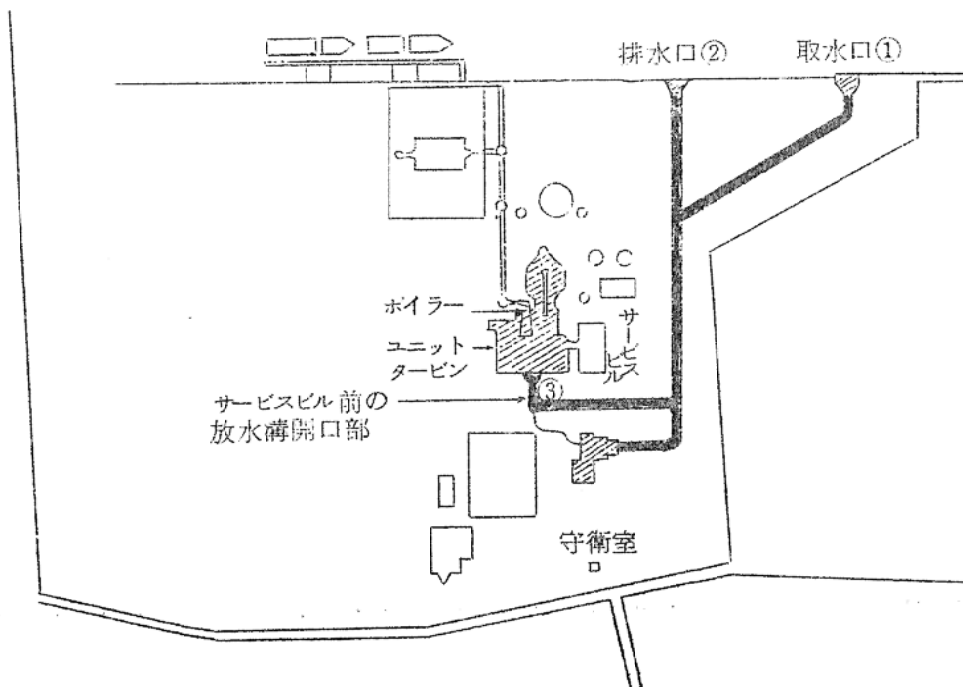 排水口②
取水口①
ボイラー
ユニット
タービン
サービス
ビル
③
サービスビル前の
放水溝開口部
守衛室